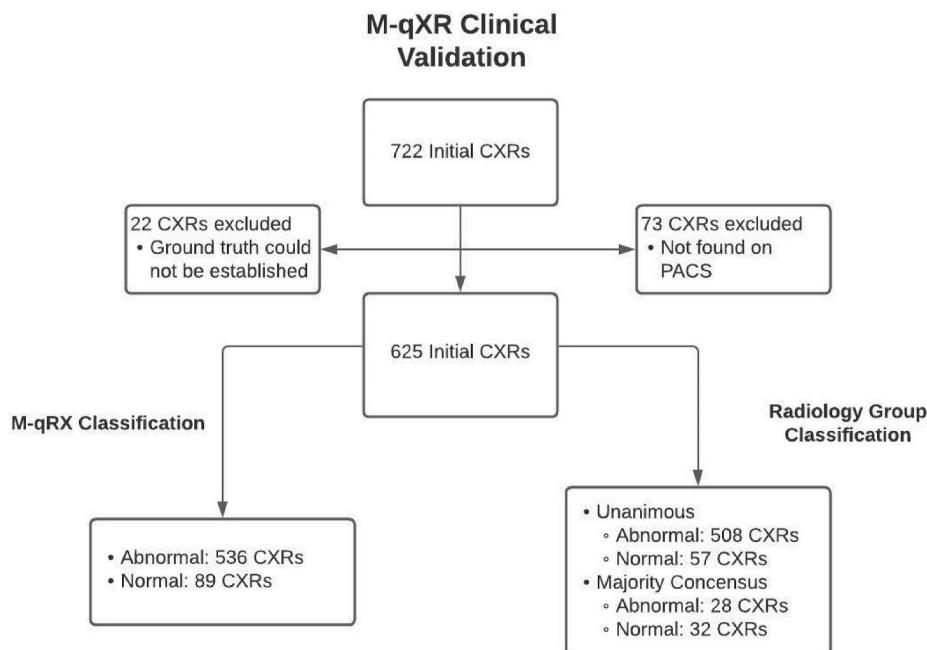 M-qXR Clinical
Validation
722 Initial CXRs
22 CXRs excluded
• Ground truth could
not be established
73 CXRs excluded
• Not found on
PACS
625 Initial CXRs
M-qRX Classification
Radiology Group
Classification
• Abnormal: 536 CXRs
• Normal: 89 CXRs
• Unanimous
◦ Abnormal: 508 CXRs
◦ Normal: 57 CXRs
• Majority Concensus
◦ Abnormal: 28 CXRs
◦ Normal: 32 CXRs